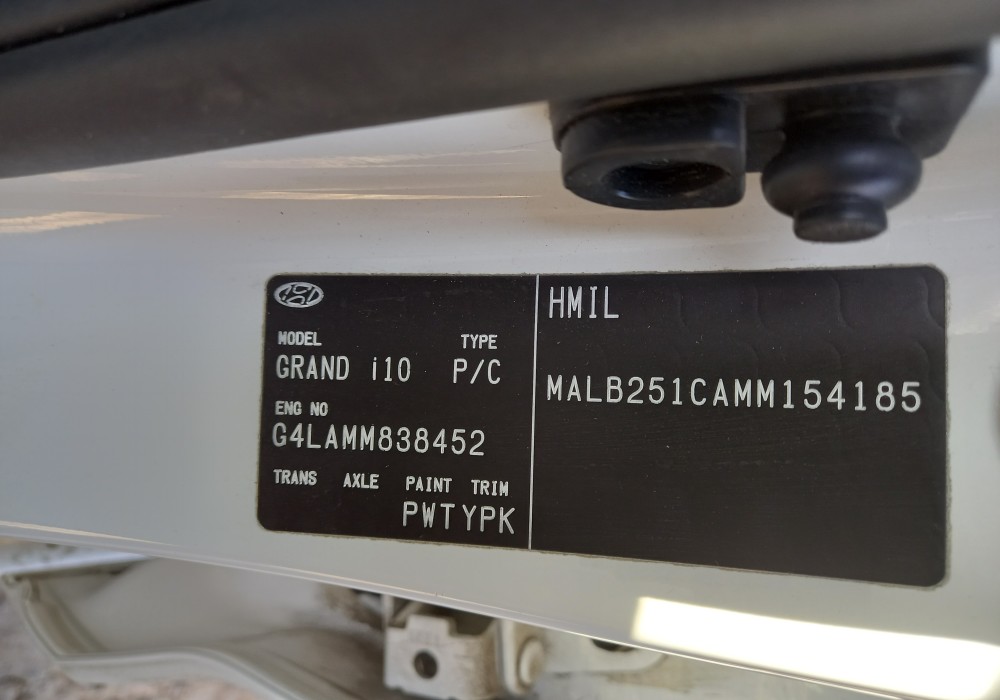 MODEL TYPE
GRAND i10 P/C
ENG NO
G4LAMM838452
TRANS AXLE PAINT TRIM
PWTYPK
HMIL
MALB251CAMM154185